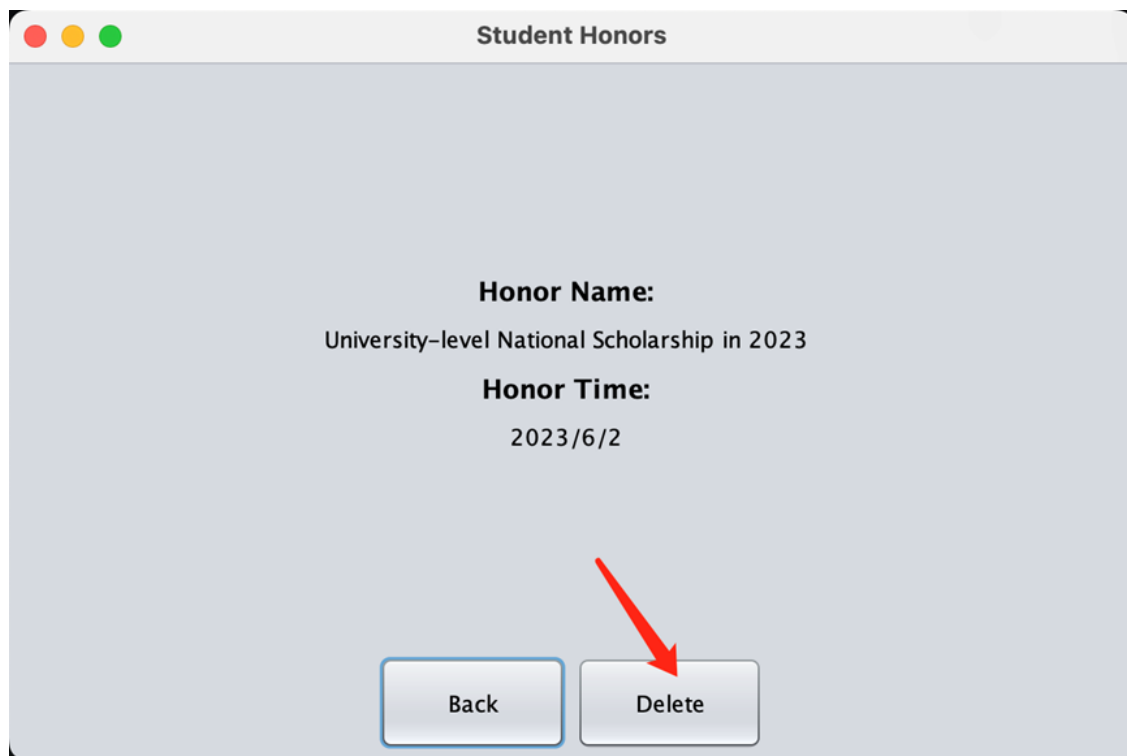 Student Honors
Honor Name:
University-level National Scholarship in 2023
Honor Time:
2023/6/2
Back Delete